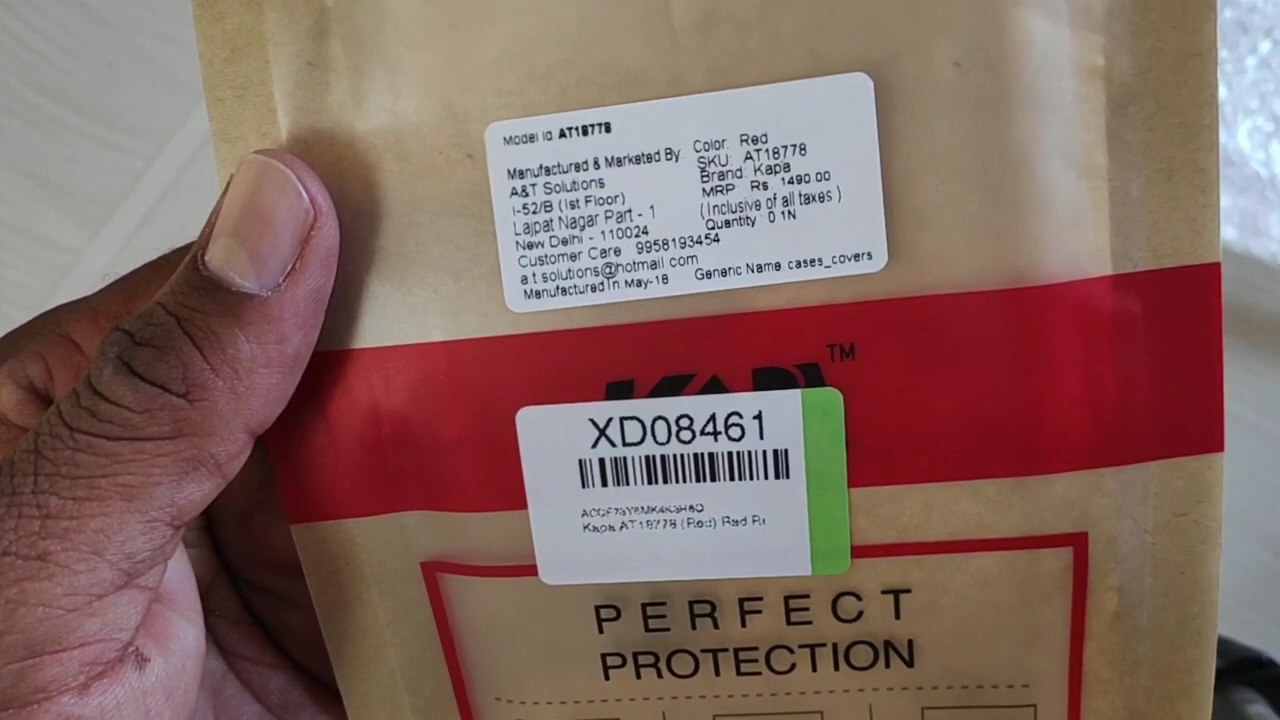 Model Id AT18778
Manufactured & Marketed By
A&T Solutions
I-52/B (Ist Floor)
Lajpat Nagar Part - 1
New Delhi - 110024
Customer Care : 9958193454
a.t.solutions@hotmail.com
Manufactured In: May-18
Color: Red
SKU: AT18778
Brand: Kapa
MRP: Rs. 1490.00
(Inclusive of all taxes )
Quantity : 0.1N
Generic Name cases_covers
TM
XD08461
Kapa AT18778 (Red) Red
PERFECT
PROTECTION